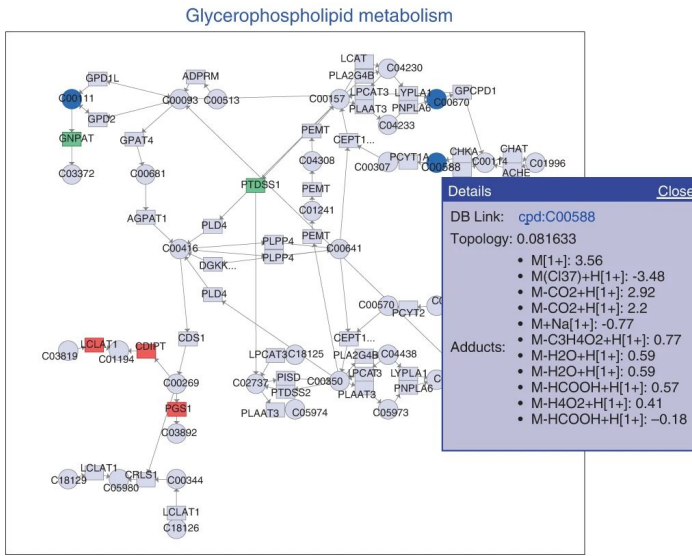 Glycerophospholipid metabolism
LCAT
C04230
PLA2G4B
GPD1L
ADPRM
LPCAT3
LYPLA1
GPCPD1
C00111
C00093
C00513
C00157
C00670
PLAAT3
PNPLA6
GPD2
C04233
PEMT
GNPAT
GPAT4
CEPT1...
CHKA
CHAT
C04308
PCYT1A
C00307
C00588
C00114
C01996
C03372
C00681
ACHE
PTDSS1
PEMT
C01241
AGPAT1
PLD4
PEMT
PLPP4
C00416
C00641
PLPP4
DGKK...
PLD4
C00570
PCYT2
CDS1
CEPT1...
LCLAT1
CDIPT
LPCAT3
C18125
PLA2G4B
C04438
C03819
C01194
LPCAT3
LYPLA1
C00269
C02737
PISD
C00350
PNPLA6
PTDSS2
PLAAT3
PGS1
PLAAT3
C05974
C05973
C03892
LCLAT1
CRLS1
C00344
C18129
C05980
LCLAT1
C18126
Details
Close
DB Link: cpd:C00588
Topology: 0.081633
Adducts:
• M[1+]: 3.56
• M(Cl37)+H[1+]: -3.48
• M-CO2+H[1+]: 2.92
• M-CO2+H[1+]: 2.2
• M+Na[1+]: -0.77
• M-C3H4O2+H[1+]: 0.77
• M-H2O+H[1+]: 0.59
• M-H2O+H[1+]: 0.59
• M-HCOOH+H[1+]: 0.57
• M-H4O2+H[1+]: 0.41
• M-HCOOH+H[1+]: –0.18